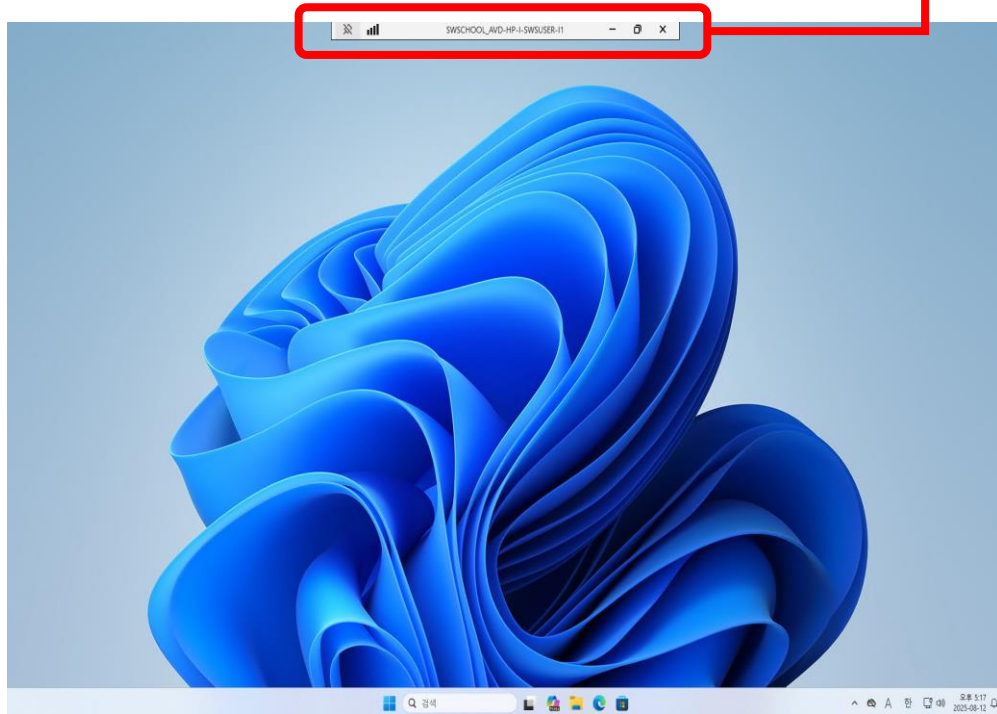 SWSCHOOL_AVD-HP-I-SWSUSER-I1
검색
A 한
오후 5:17
2025-08-12